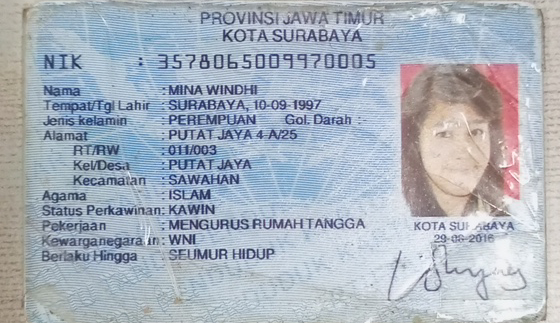 PROVINSI JAWA TIMUR
KOTA SURABAYA
NIK : 3578065009970005
Nama : MINA WINDHI
Tempat/Tgl Lahir : SURABAYA, 10-09-1997
Jenis kelamin : PEREMPUAN Gol. Darah :
Alamat : PUTAT JAYA 4 A/25
RT/RW : 011/003
Kel/Desa : PUTAT JAYA
Kecamatan : SAWAHAN
Agama : ISLAM
Status Perkawinan: KAWIN
Pekerjaan : MENGURUS RUMAH TANGGA
Kewarganegaraan: WNI
Berlaku Hingga : SEUMUR HIDUP
KOTA SURABAYA
29-08-2016